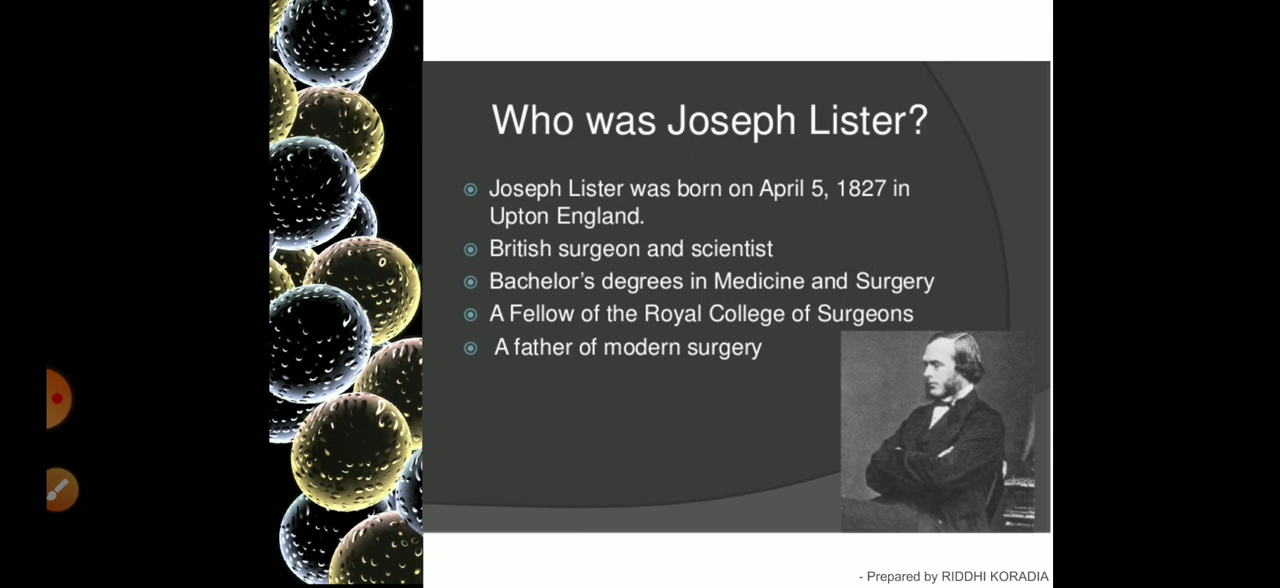 Who was Joseph Lister?
Joseph Lister was born on April 5, 1827 in
Upton England.
British surgeon and scientist
Bachelor's degrees in Medicine and Surgery
A Fellow of the Royal College of Surgeons
A father of modern surgery
- Prepared by RIDDHI KORADIA